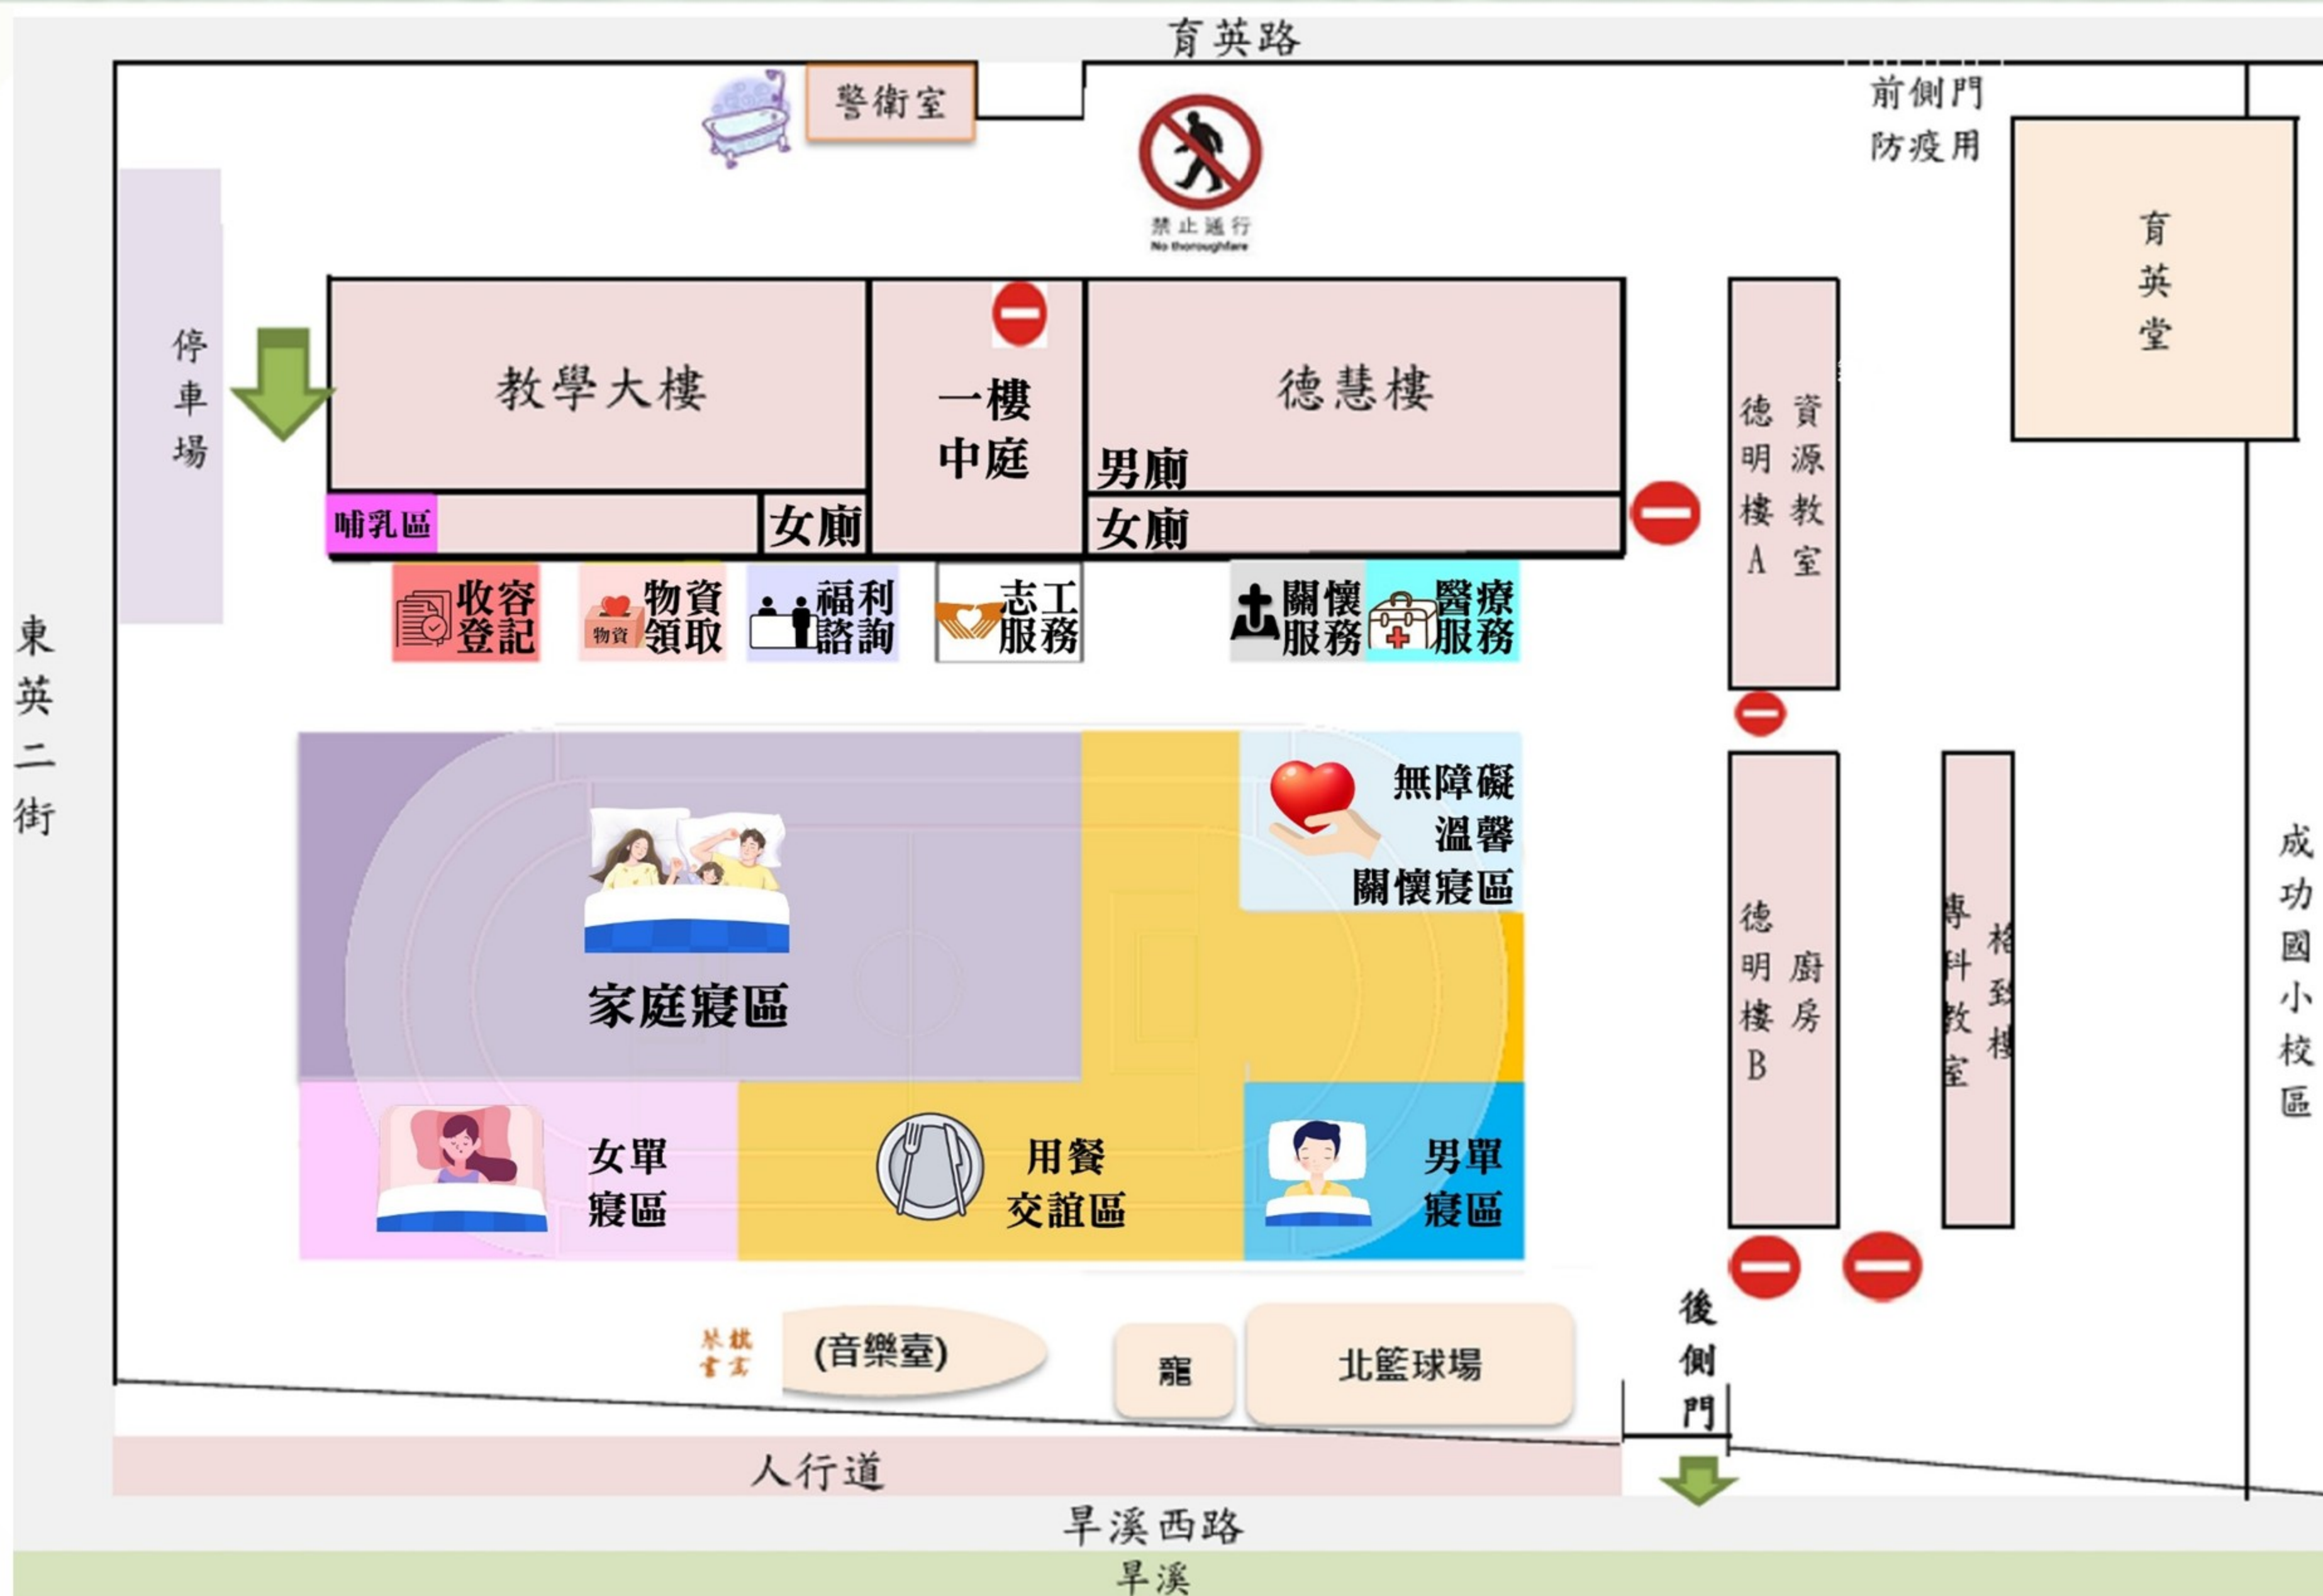 育英路
警衛室
前側門
防疫用
禁止通行
No thoroughfare
育英堂
停車場
教學大樓
一樓
中庭
德慧樓
男廁
女廁
哺乳區
女廁
德明樓A
資源教室
收容
登記
物資
物資
領取
福利
諮詢
志工
服務
關懷
服務
醫療
服務
東英二街
無障礙
溫馨
關懷寢區
家庭寢區
女單
寢區
用餐
交誼區
男單
寢區
德明樓B
廚房
專科教室
格致樓
成功國小校區
(音樂臺)
寵
北籃球場
後側門
人行道
旱溪西路
旱溪